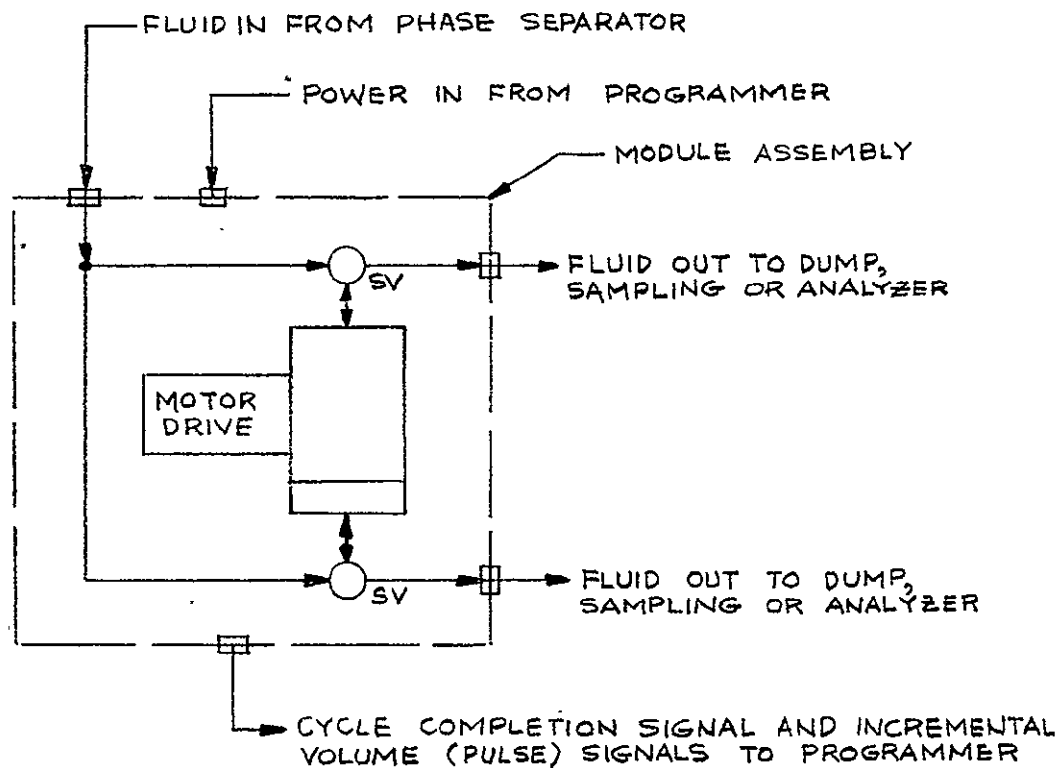 FLUID IN FROM PHASE SEPARATOR
POWER IN FROM PROGRAMMER
MODULE ASSEMBLY
SV
FLUID OUT TO DUMP,
SAMPLING OR ANALYZER
MOTOR
DRIVE
SV
FLUID OUT TO DUMP,
SAMPLING OR ANALYZER
CYCLE COMPLETION SIGNAL AND INCREMENTAL
VOLUME (PULSE) SIGNALS TO PROGRAMMER